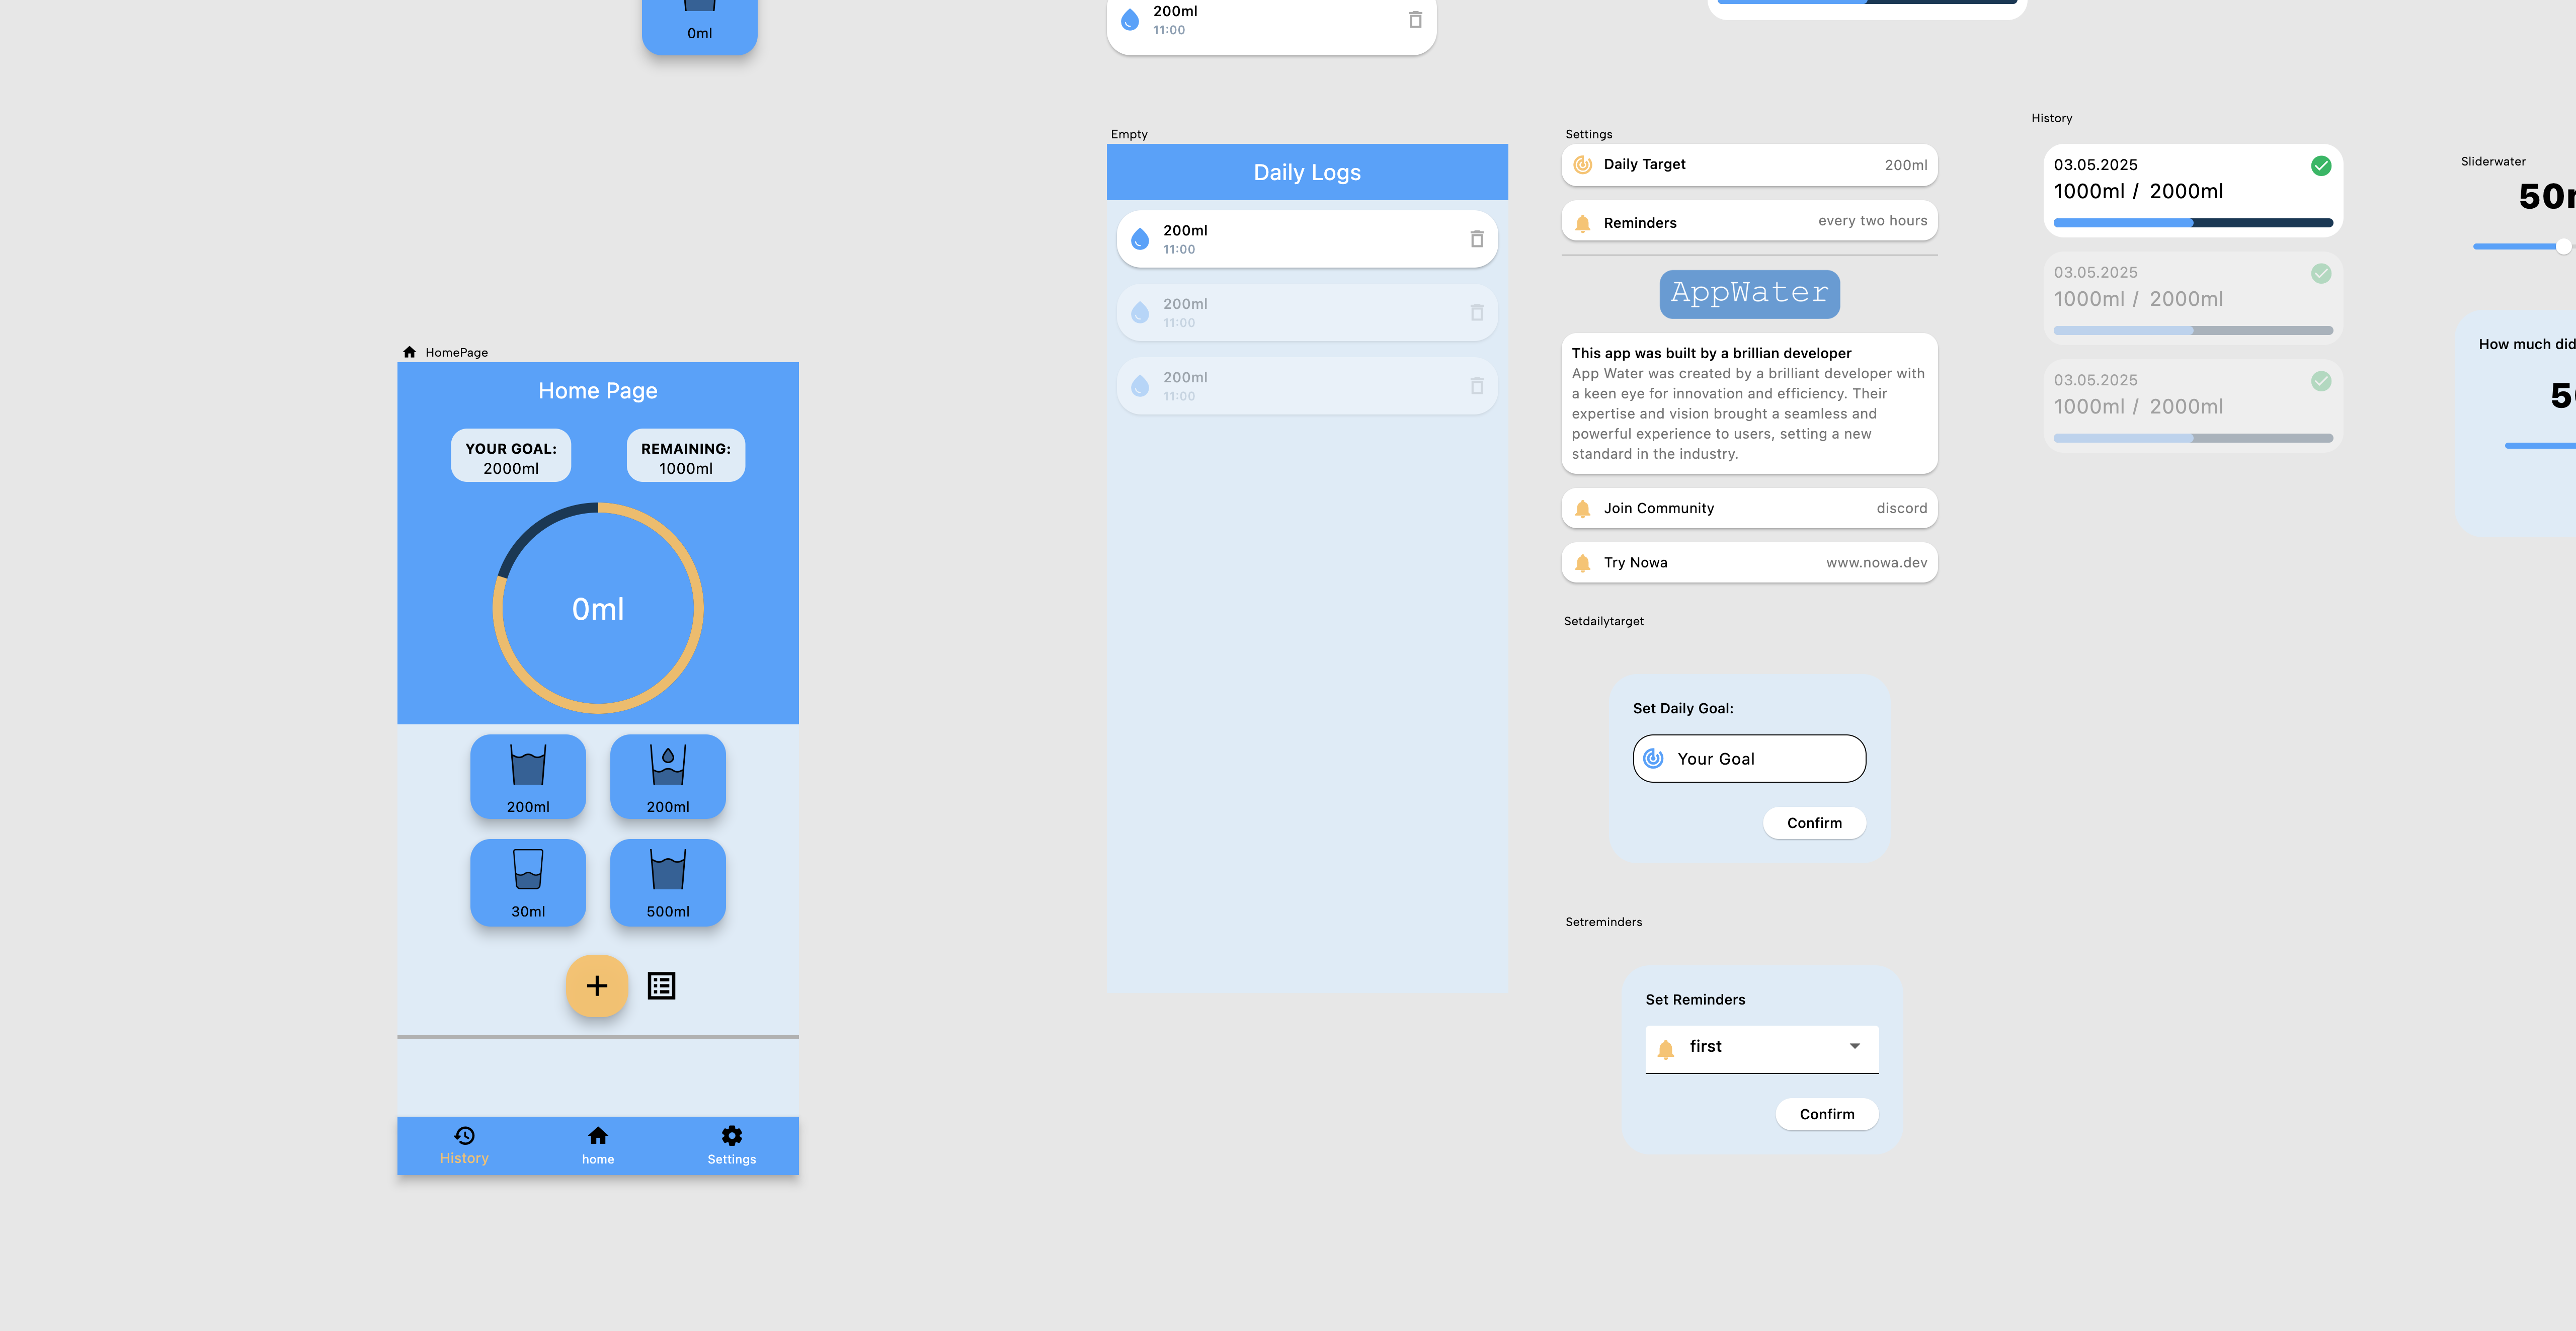 0ml
200ml
11:00
HomePage
Home Page
YOUR GOAL:
2000ml
REMAINING:
1000ml
0ml
200ml
200ml
30ml
500ml
History
home
Settings
Empty
Daily Logs
200ml
11:00
200ml
11:00
200ml
11:00
Settings
Daily Target
200ml
Reminders
every two hours
AppWater
This app was built by a brillian developer
App Water was created by a brilliant developer with
a keen eye for innovation and efficiency. Their
expertise and vision brought a seamless and
powerful experience to users, setting a new
standard in the industry.
Join Community
discord
Try Nowa
www.nowa.dev
Setdailytarget
Set Daily Goal:
Your Goal
Confirm
Setreminders
Set Reminders
first
Confirm
History
03.05.2025
1000ml / 2000ml
03.05.2025
1000ml / 2000ml
03.05.2025
1000ml / 2000ml
Sliderwater
How much did